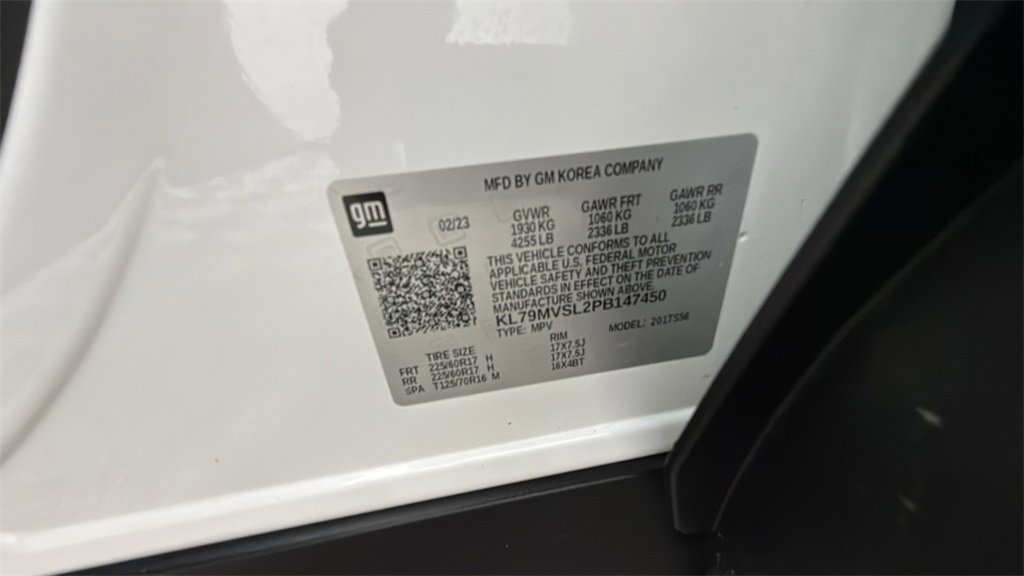 MFD BY GM KOREA COMPANY
gm
02/23
GVWR GAWR FRT GAWR RR
1930 KG 1060 KG 1060 KG
4255 LB 2336 LB 2336 LB
THIS VEHICLE CONFORMS TO ALL
APPLICABLE U.S. FEDERAL MOTOR
VEHICLE SAFETY AND THEFT PREVENTION
STANDARDS IN EFFECT ON THE DATE OF
MANUFACTURE SHOWN ABOVE.
KL79MVSL2PB147450
TYPE: MPV MODEL: 201TS56
TIRE SIZE RIM
FRT 225/60R17 H 17X7.5J
RR 225/60R17 H 17X7.5J
SPA T125/70R16 M 16X4BT